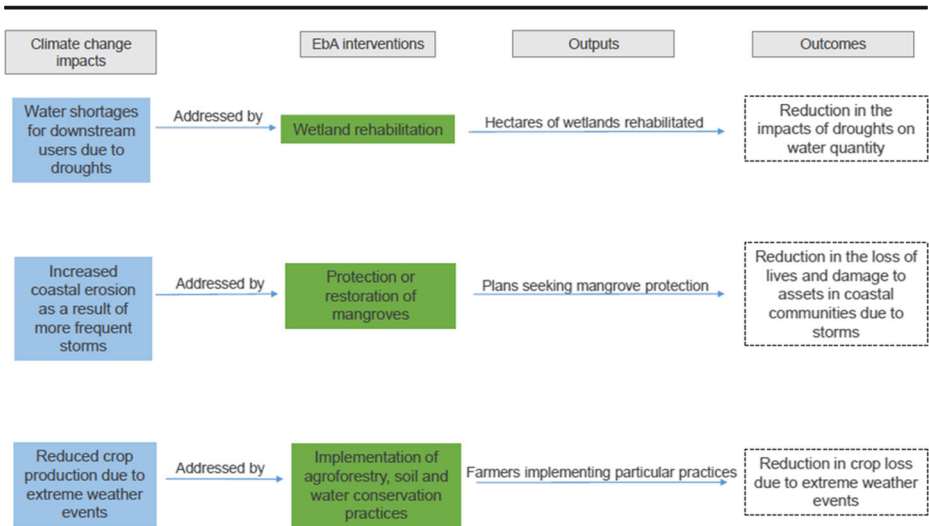 Climate change
impacts
EbA interventions
Outputs
Outcomes
Water shortages
for downstream
users due to
droughts
Addressed by
Wetland rehabilitation
Hectares of wetlands rehabilitated
Reduction in the
impacts of droughts on
water quantity
Increased
coastal erosion
as a result of
more frequent
storms
Addressed by
Protection or
restoration of
mangroves
Plans seeking mangrove protection
Reduction in the loss of
lives and damage to
assets in coastal
communities due to
storms
Reduced crop
production due to
extreme weather
events
Addressed by
Implementation of
agroforestry, soil and
water conservation
practices
Farmers implementing particular practices
Reduction in crop loss
due to extreme weather
events